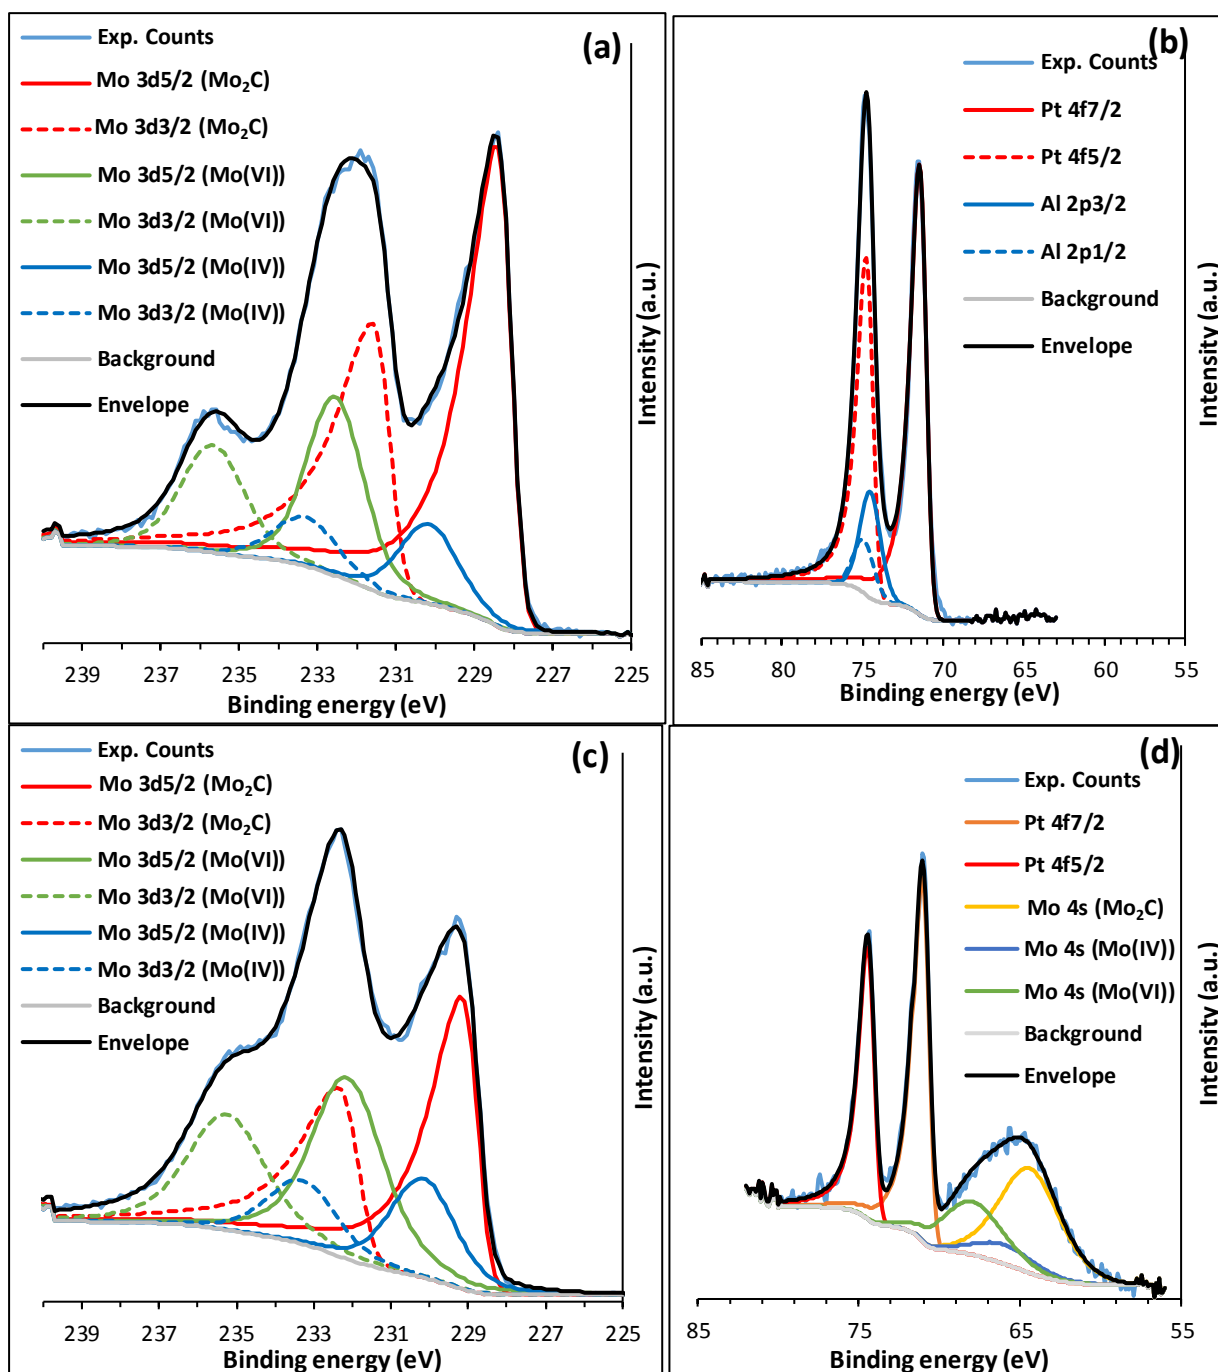 (a)
Exp. Counts
Mo 3d5/2 (Mo₂C)
Mo 3d3/2 (Mo₂C)
Mo 3d5/2 (Mo(VI))
Mo 3d3/2 (Mo(VI))
Mo 3d5/2 (Mo(IV))
Mo 3d3/2 (Mo(IV))
Background
Envelope
Intensity (a.u.)
239 237 235 233 231 229 227 225
Binding energy (eV)
(b)
Exp. Counts
Pt 4f7/2
Pt 4f5/2
Al 2p3/2
Al 2p1/2
Background
Envelope
Intensity (a.u.)
85 80 75 70 65 60 55
Binding energy (eV)
(c)
Exp. Counts
Mo 3d5/2 (Mo₂C)
Mo 3d3/2 (Mo₂C)
Mo 3d5/2 (Mo(VI))
Mo 3d3/2 (Mo(VI))
Mo 3d5/2 (Mo(IV))
Mo 3d3/2 (Mo(IV))
Background
Envelope
Intensity (a.u.)
239 237 235 233 231 229 227 225
Binding energy (eV)
(d)
Exp. Counts
Pt 4f7/2
Pt 4f5/2
Mo 4s (Mo₂C)
Mo 4s (Mo(IV))
Mo 4s (Mo(VI))
Background
Envelope
Intensity (a.u.)
85 75 65 55
Binding energy (eV)